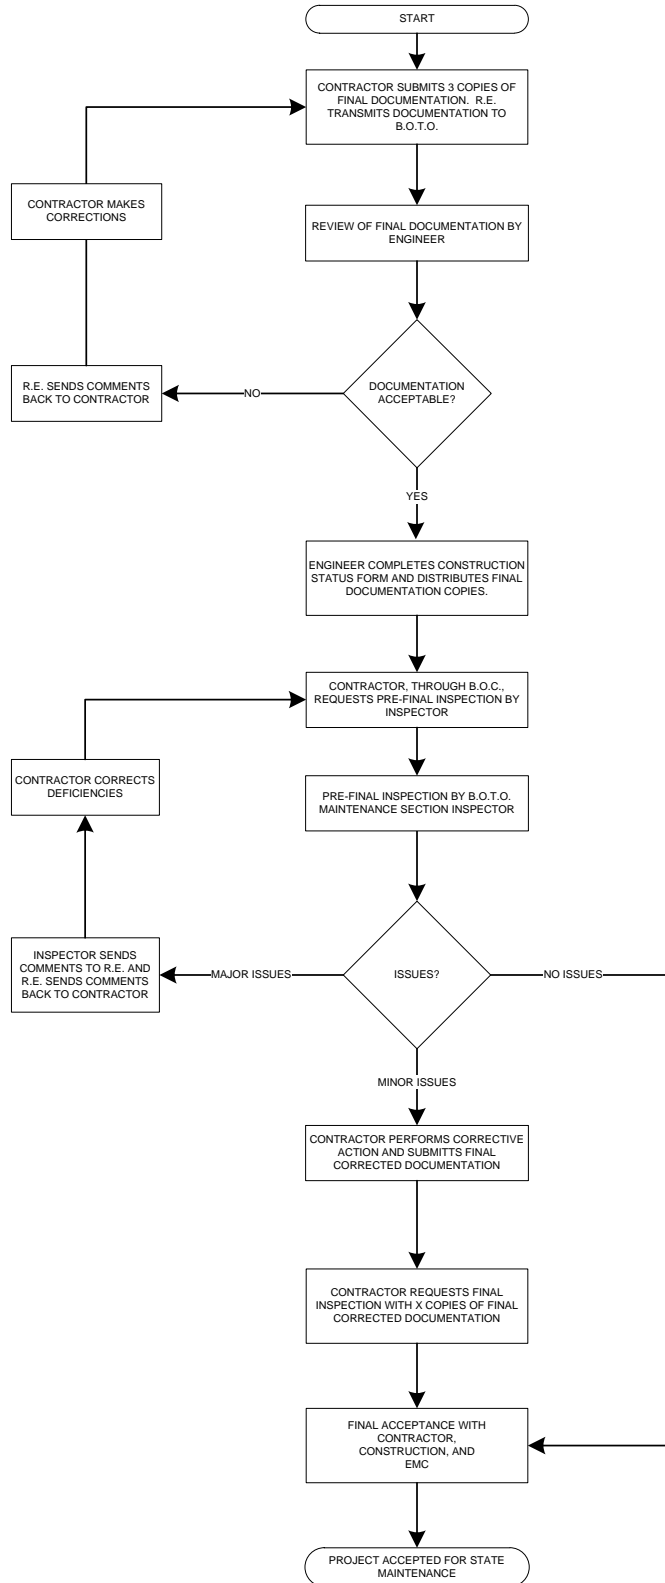 START
CONTRACTOR SUBMITS 3 COPIES OF
FINAL DOCUMENTATION. R.E.
TRANSMITS DOCUMENTATION TO
B.O.T.O.
CONTRACTOR MAKES
CORRECTIONS
REVIEW OF FINAL DOCUMENTATION BY
ENGINEER
R.E. SENDS COMMENTS
BACK TO CONTRACTOR
NO
DOCUMENTATION
ACCEPTABLE?
YES
ENGINEER COMPLETES CONSTRUCTION
STATUS FORM AND DISTRIBUTES FINAL
DOCUMENTATION COPIES.
CONTRACTOR, THROUGH B.O.C.,
REQUESTS PRE-FINAL INSPECTION BY
INSPECTOR
CONTRACTOR CORRECTS
DEFICIENCIES
PRE-FINAL INSPECTION BY B.O.T.O.
MAINTENANCE SECTION INSPECTOR
INSPECTOR SENDS
COMMENTS TO R.E. AND
R.E. SENDS COMMENTS
BACK TO CONTRACTOR
MAJOR ISSUES
ISSUES?
NO ISSUES
MINOR ISSUES
CONTRACTOR PERFORMS CORRECTIVE
ACTION AND SUBMITTS FINAL
CORRECTED DOCUMENTATION
CONTRACTOR REQUESTS FINAL
INSPECTION WITH X COPIES OF FINAL
CORRECTED DOCUMENTATION
FINAL ACCEPTANCE WITH
CONTRACTOR,
CONSTRUCTION, AND
EMC
PROJECT ACCEPTED FOR STATE
MAINTENANCE